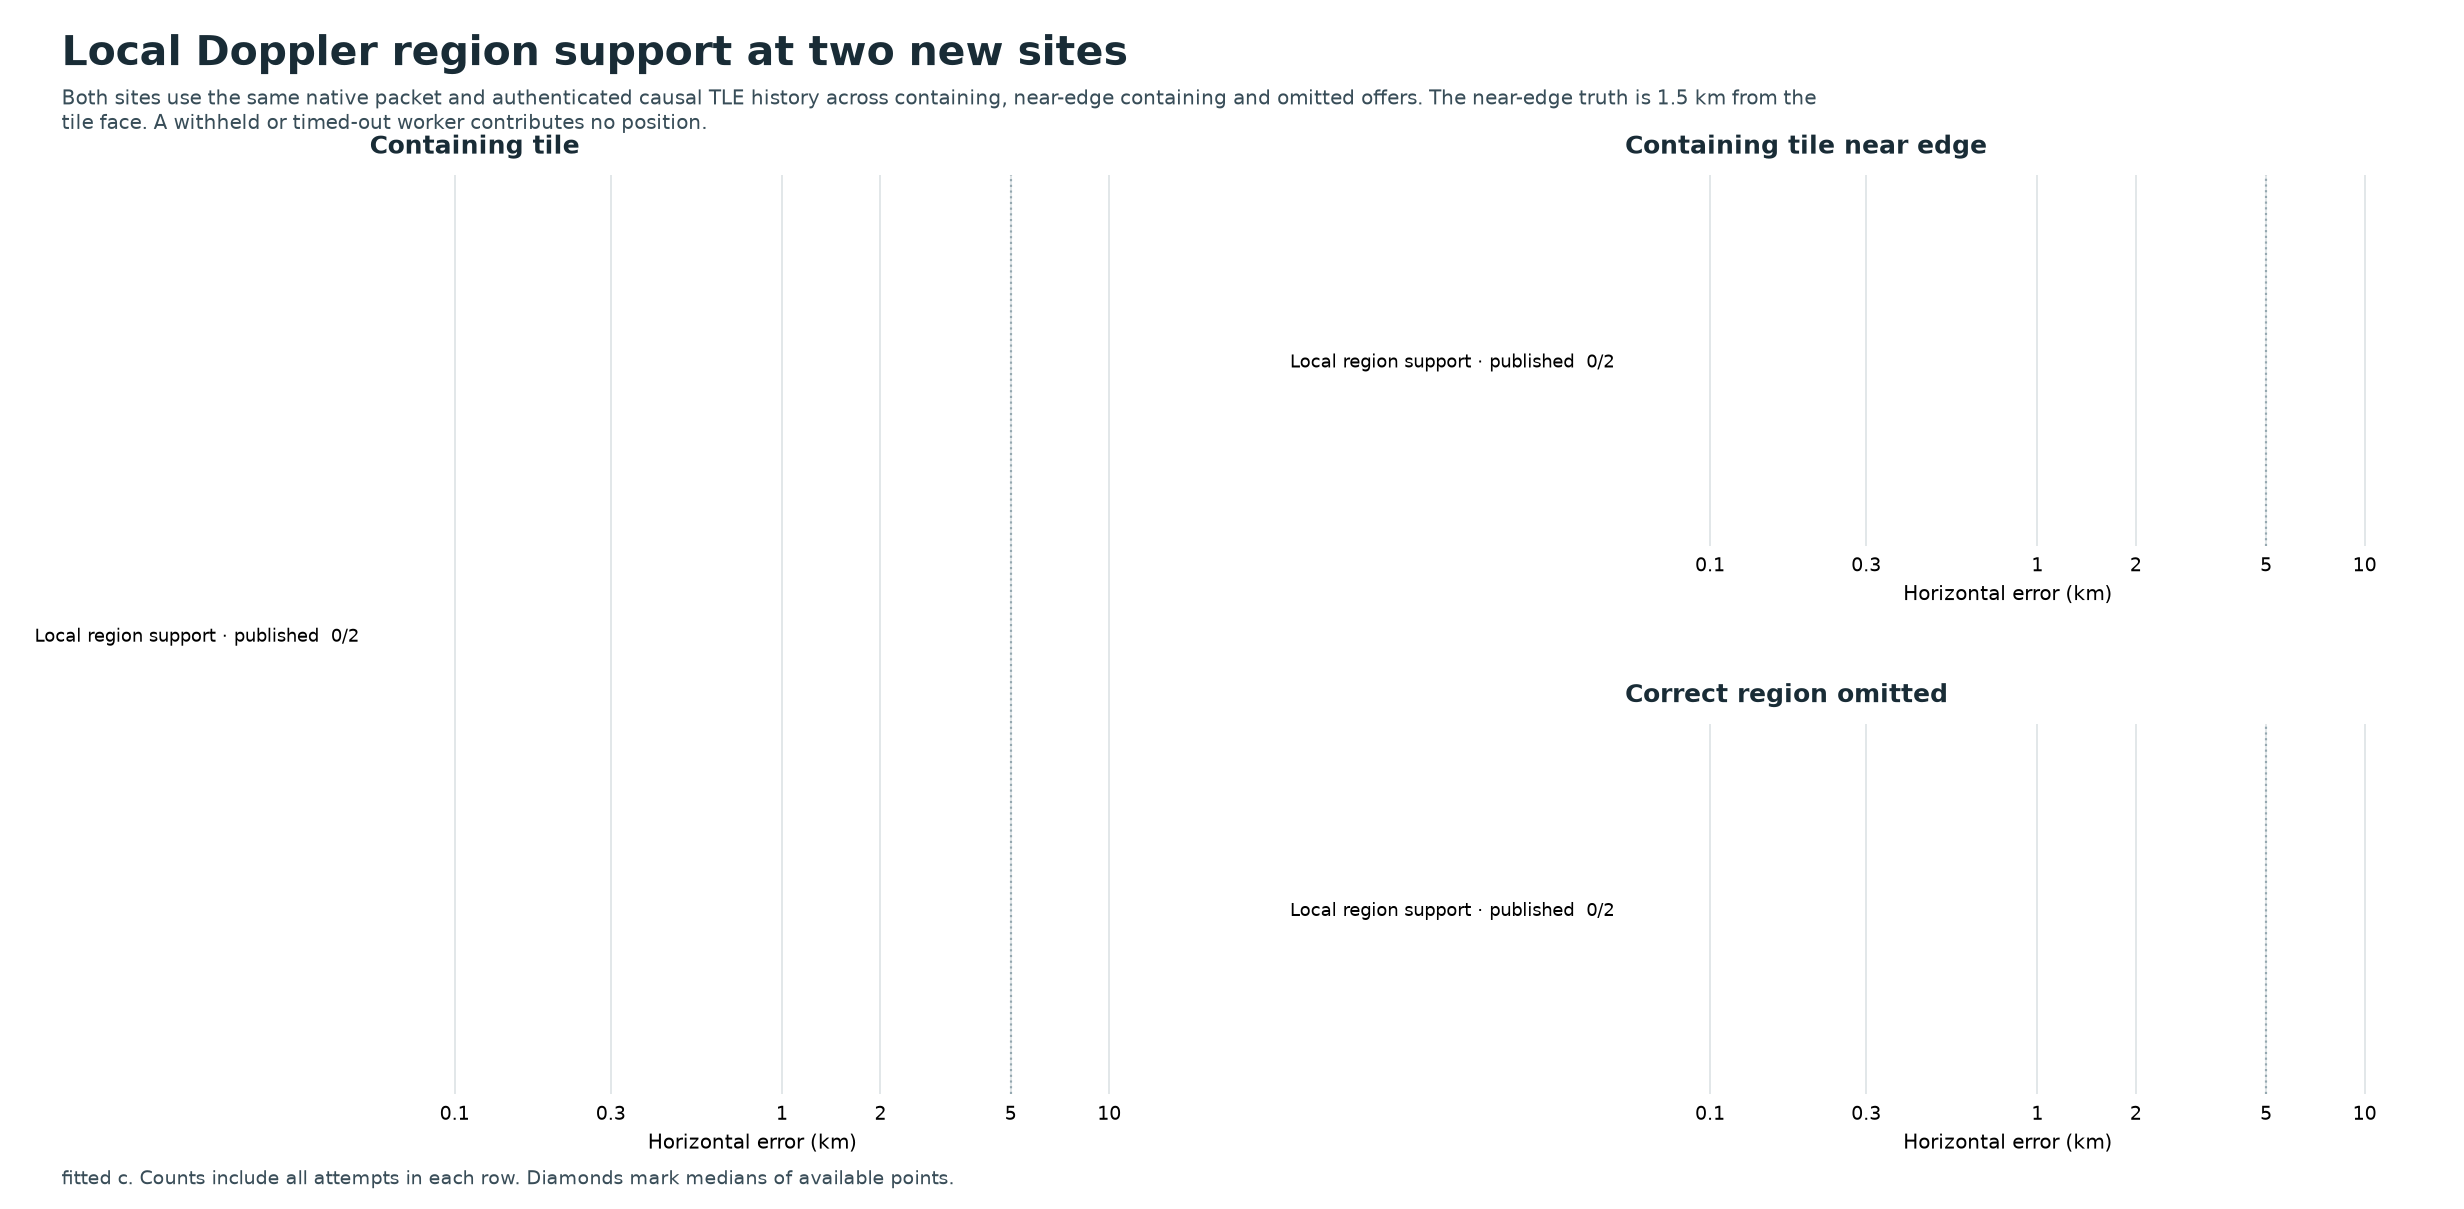 Local Doppler region support at two new sites
Both sites use the same native packet and authenticated causal TLE history across containing, near-edge containing and omitted offers. The near-edge truth is 1.5 km from the
tile face. A withheld or timed-out worker contributes no position.
Containing tile
Local region support · published 0/2
0.1 0.3 1 2 5 10
Horizontal error (km)
Containing tile near edge
Local region support · published 0/2
0.1 0.3 1 2 5 10
Horizontal error (km)
Correct region omitted
Local region support · published 0/2
0.1 0.3 1 2 5 10
Horizontal error (km)
fitted c. Counts include all attempts in each row. Diamonds mark medians of available points.